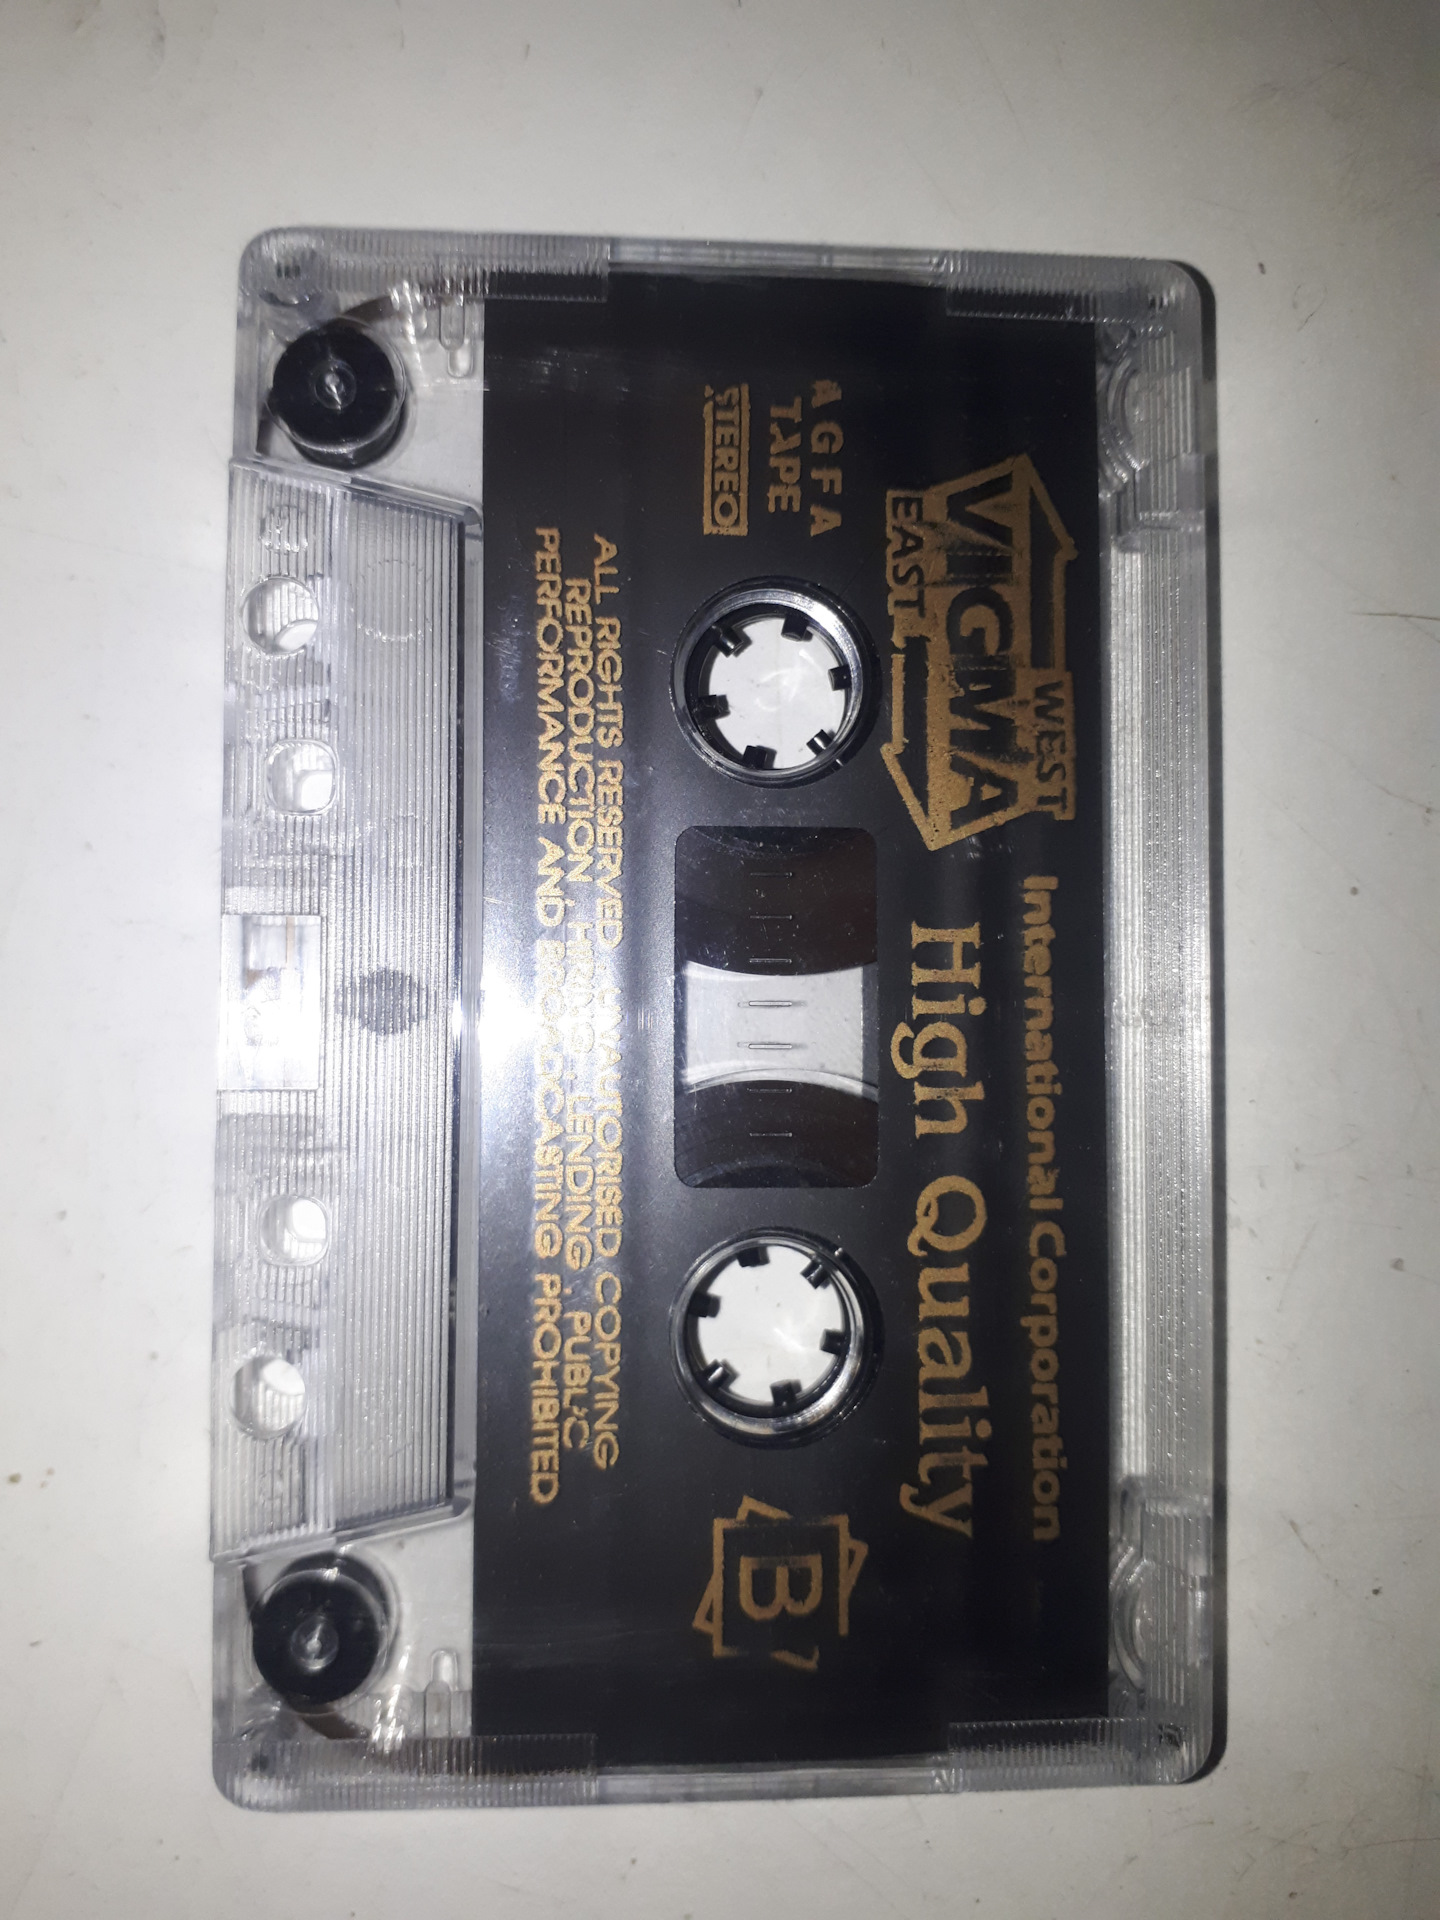 WEST
VIGMA
EAST
International Corporation
High Quality
AGFA
TAPE
STEREO
B
ALL RIGHTS RESERVED. UNAUTORISED COPYING
REPRODUCTION, HIRING, LENDING, PUBLIC
PERFORMANCE AND BROADCASTING PROHIBITED